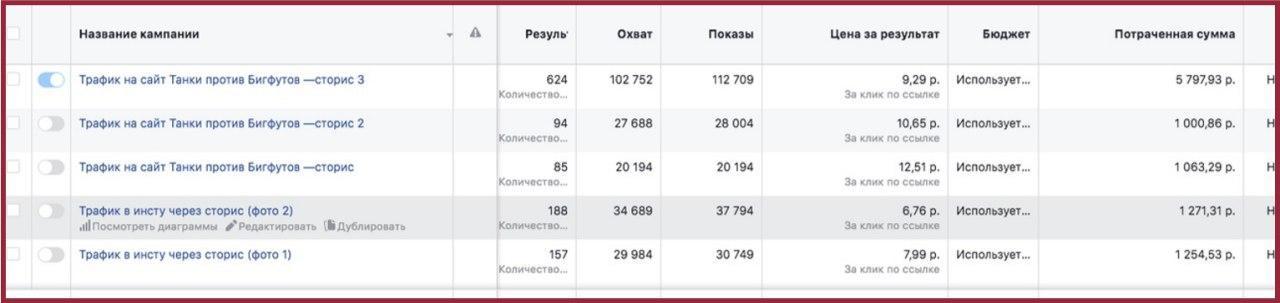 Название кампании Резуль Охват Показы Цена за результат Бюджет Потраченная сумма
Трафик на сайт Танки против Бигфутов —сторис 3 624 102 752 112 709 9,29 р. Использует... 5 797,93 р. Н
Количество... За клик по ссылке
Трафик на сайт Танки против Бигфутов —сторис 2 94 27 688 28 004 10,65 р. Использует... 1 000,86 р. Н
Количество... За клик по ссылке
Трафик на сайт Танки против Бигфутов —сторис 85 20 194 20 194 12,51 р. Использует... 1 063,29 р. Н
Количество... За клик по ссылке
Трафик в инсту через сторис (фото 2) 188 34 689 37 794 6,76 р. Использует... 1 271,31 р. Н
Посмотреть диаграммы Редактировать Дублировать Количество... За клик по ссылке
Трафик в инсту через сторис (фото 1) 157 29 984 30 749 7,99 р. Использует... 1 254,53 р. Н
Количество... За клик по ссылке